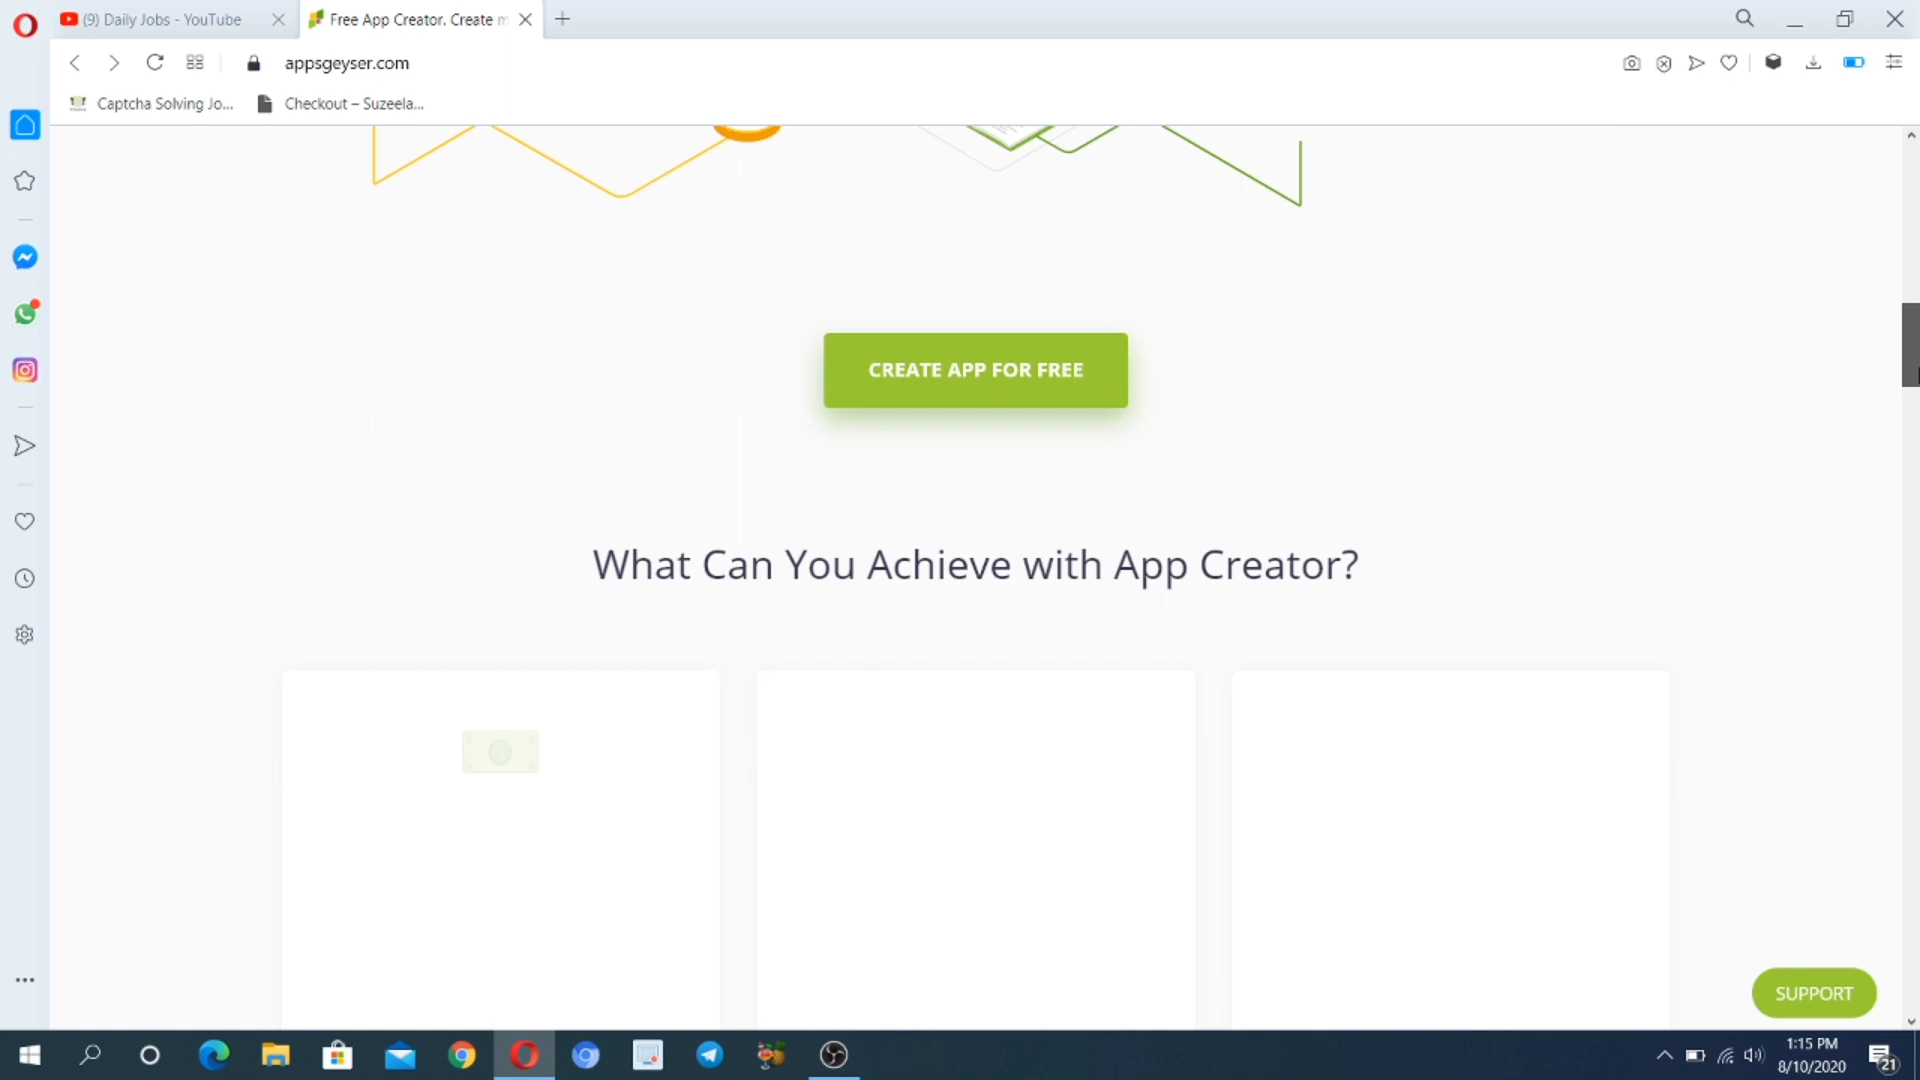 (9) Daily Jobs - YouTube
Free App Creator. Create m
appsgeyser.com
Captcha Solving Jo...
Checkout – Suzeela...
CREATE APP FOR FREE
What Can You Achieve with App Creator?
SUPPORT
1:15 PM
8/10/2020
21